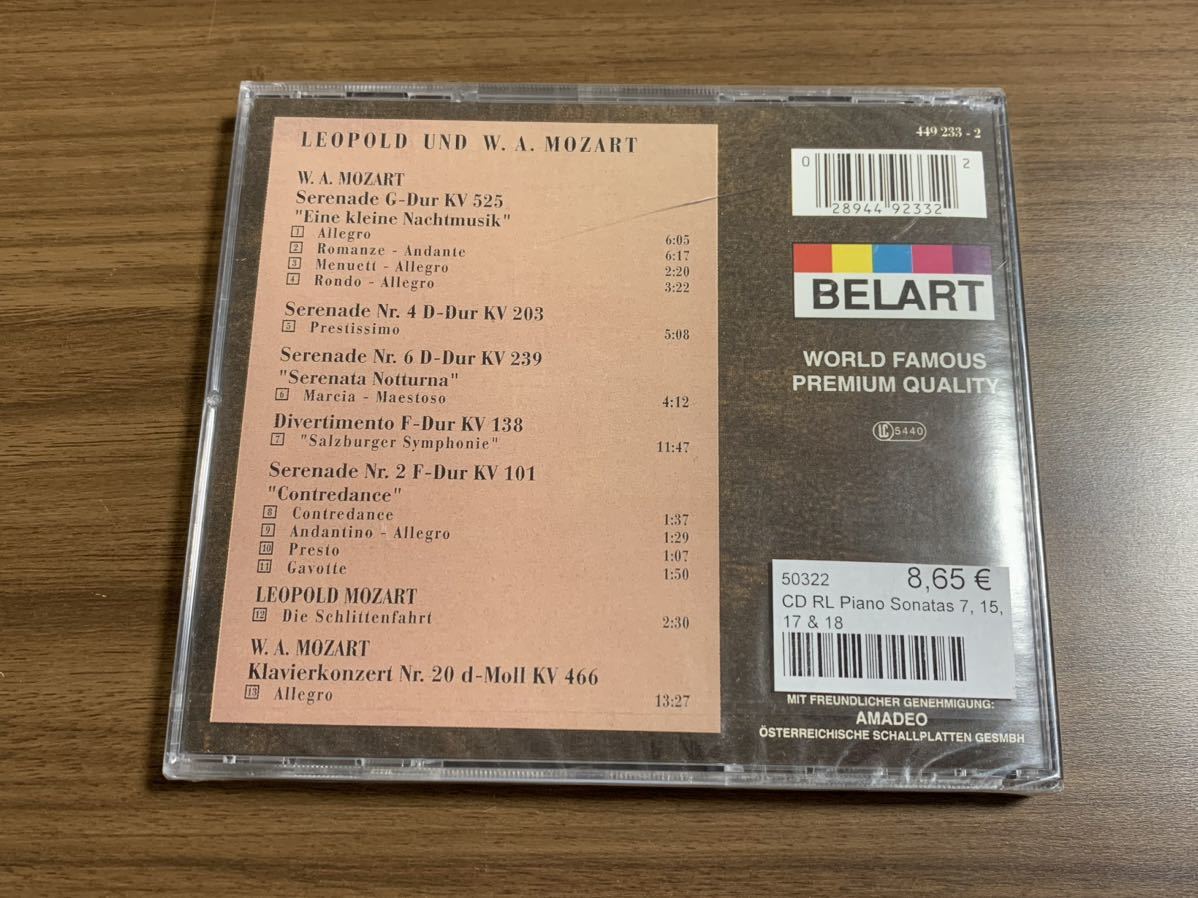 LEOPOLD UND W. A. MOZART
W. A. MOZART
Serenade G-Dur KV 525
"Eine kleine Nachtmusik"
1 Allegro 6:05
2 Romanze - Andante 6:17
3 Menuett - Allegro 2:20
4 Rondo - Allegro 3:22
Serenade Nr. 4 D-Dur KV 203
5 Prestissimo 5:08
Serenade Nr. 6 D-Dur KV 239
"Serenata Notturna"
6 Marcia - Maestoso 4:12
Divertimento F-Dur KV 138
7 "Salzburger Symphonie" 11:47
Serenade Nr. 2 F-Dur KV 101
"Contredance"
8 Contredance 1:37
9 Andantino - Allegro 1:29
10 Presto 1:07
11 Gavotte 1:50
LEOPOLD MOZART
12 Die Schlittenfahrt 2:30
W. A. MOZART
Klavierkonzert Nr. 20 d-Moll KV 466
13 Allegro 13:27
449 233 - 2
0 28944 92332 2
BELART
WORLD FAMOUS
PREMIUM QUALITY
LC 5440
50322 8,65 €
CD RL Piano Sonatas 7, 15,
17 & 18
MIT FREUNDLICHER GENEHMIGUNG:
AMADEO
ÖSTERREICHISCHE SCHALLPLATTEN GESMBH